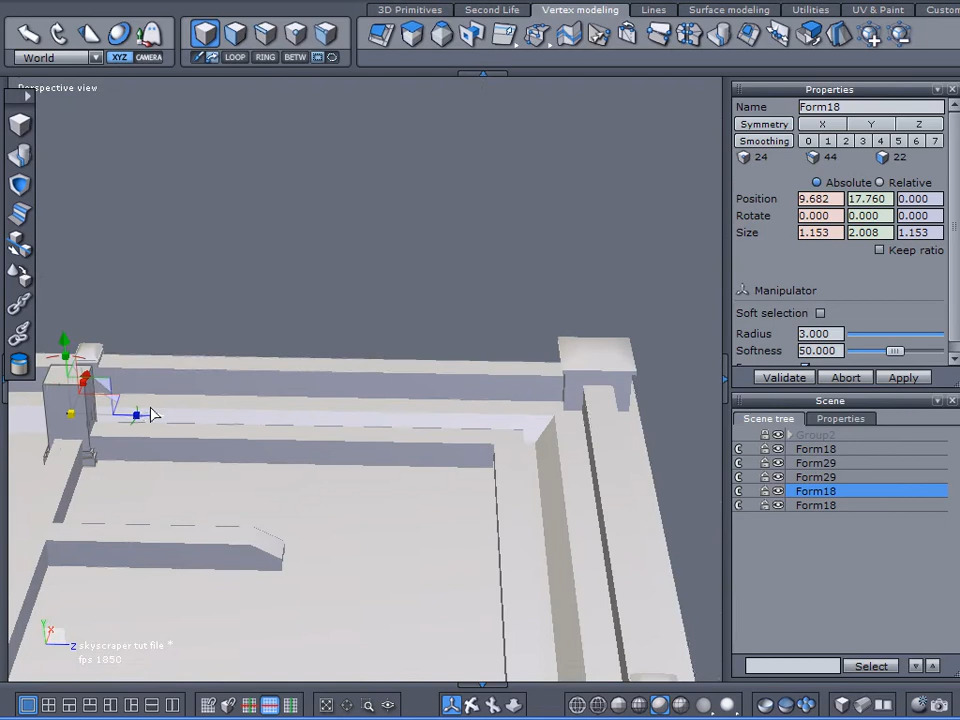 3D Primitives Second Life Vertex modeling Lines Surface modeling Utilities UV & Paint Custom
World XYZ CAMERA LOOP RING BETW
Perspective view
Properties
Name Form18
Symmetry X Y Z
Smoothing 0 1 2 3 4 5 6 7
24 44 22
Absolute Relative
Position 9.682 17.760 0.000
Rotate 0.000 0.000 0.000
Size 1.153 2.008 1.153
Keep ratio
Manipulator
Soft selection
Radius 3.000
Softness 50.000
Validate Abort Apply
Scene
Scene tree Properties
Group2
Form18
Form29
Form29
Form18
Form18
Y X Z
skyscraper tut file *
fps 1850
Select